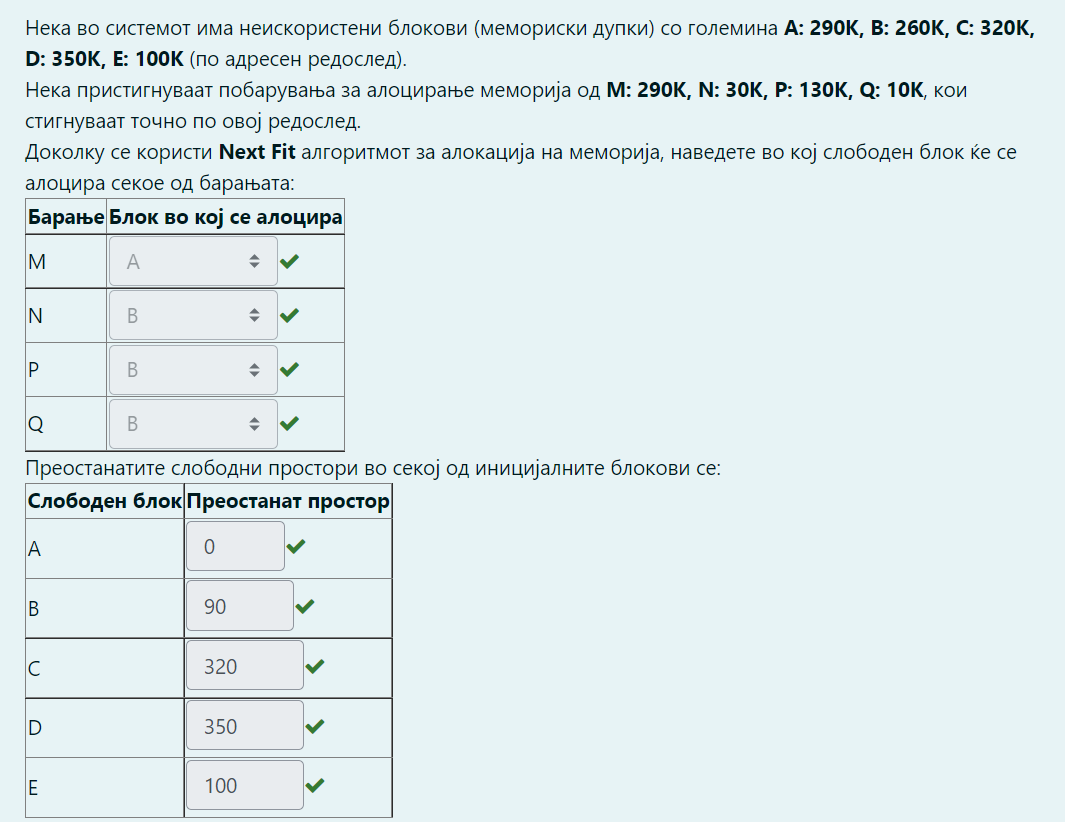 Нека во системот има неискористени блокови (мемориски дупки) со големина A: 290K, B: 260K, C: 320K,
D: 350K, E: 100K (по адресен редослед).
Нека пристигнуваат побарувања за алоцирање меморија од M: 290K, N: 30K, P: 130K, Q: 10K, кои
стигнуваат точно по овој редослед.
Доколку се користи Next Fit алгоритмот за алокација на меморија, наведете во кој слободен блок ќе се
алоцира секое од барањата:
Барање Блок во кој се алоцира
M A
N B
P B
Q B
Преостанатите слободни простори во секој од иницијалните блокови се:
Слободен блок Преостанат простор
A 0
B 90
C 320
D 350
E 100